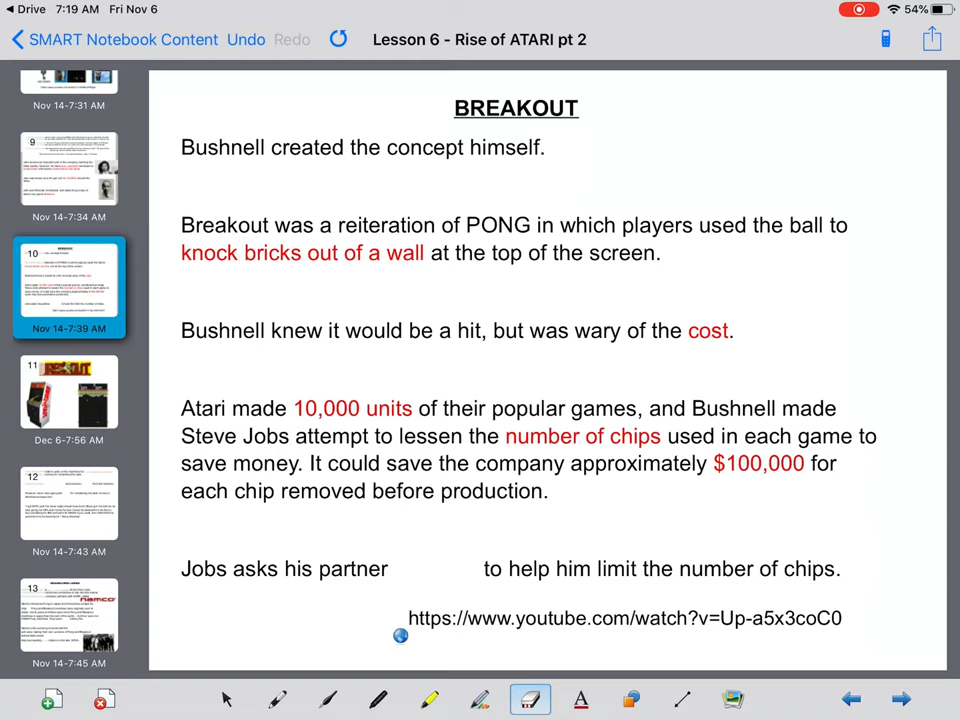 Drive 7:19 AM Fri Nov 6 54%
SMART Notebook Content Undo Redo Lesson 6 - Rise of ATARI pt 2
Nov 14-7:31 AM
9
Nov 14-7:34 AM
10
Nov 14-7:39 AM
11
Dec 6-7:56 AM
12
Nov 14-7:43 AM
13
namco
Nov 14-7:45 AM
BREAKOUT
Bushnell created the concept himself.
Breakout was a reiteration of PONG in which players used the ball to
knock bricks out of a wall at the top of the screen.
Bushnell knew it would be a hit, but was wary of the cost.
Atari made 10,000 units of their popular games, and Bushnell made
Steve Jobs attempt to lessen the number of chips used in each game to
save money. It could save the company approximately $100,000 for
each chip removed before production.
Jobs asks his partner to help him limit the number of chips.
https://www.youtube.com/watch?v=Up-a5x3coC0
A